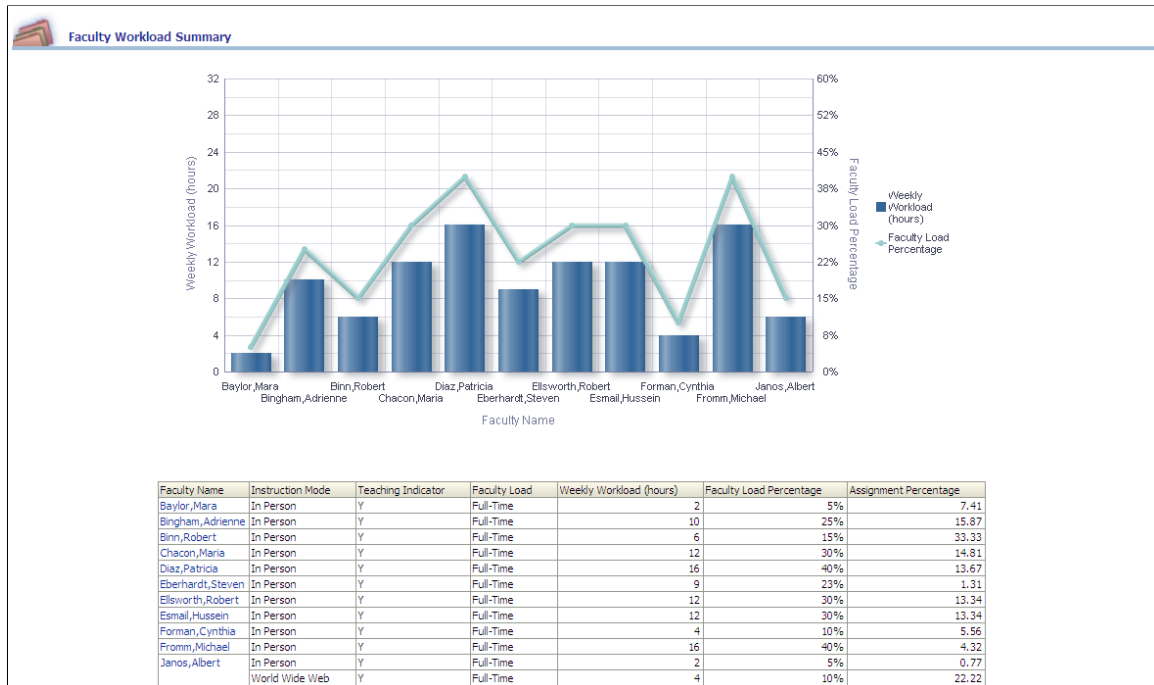 Faculty Workload Summary
32
28
24
20
16
12
8
4
0
Weekly Workload (hours)
60%
52%
45%
38%
30%
22%
15%
8%
0%
Faculty Load Percentage
Weekly
Workload
(hours)
Faculty Load
Percentage
Baylor,Mara Binn,Robert Diaz,Patricia Ellsworth,Robert Forman,Cynthia Janos,Albert
Bingham,Adrienne Chacon,Maria Eberhardt,Steven Esmail,Hussein Fromm,Michael
Faculty Name
Faculty Name Instruction Mode Teaching Indicator Faculty Load Weekly Workload (hours) Faculty Load Percentage Assignment Percentage
Baylor,Mara In Person Y Full-Time 2 5% 7.41
Bingham,Adrienne In Person Y Full-Time 10 25% 15.87
Binn,Robert In Person Y Full-Time 6 15% 33.33
Chacon,Maria In Person Y Full-Time 12 30% 14.81
Diaz,Patricia In Person Y Full-Time 16 40% 13.67
Eberhardt,Steven In Person Y Full-Time 9 23% 1.31
Ellsworth,Robert In Person Y Full-Time 12 30% 13.34
Esmail,Hussein In Person Y Full-Time 12 30% 13.34
Forman,Cynthia In Person Y Full-Time 4 10% 5.56
Fromm,Michael In Person Y Full-Time 16 40% 4.32
Janos,Albert In Person Y Full-Time 2 5% 0.77
World Wide Web Y Full-Time 4 10% 22.22